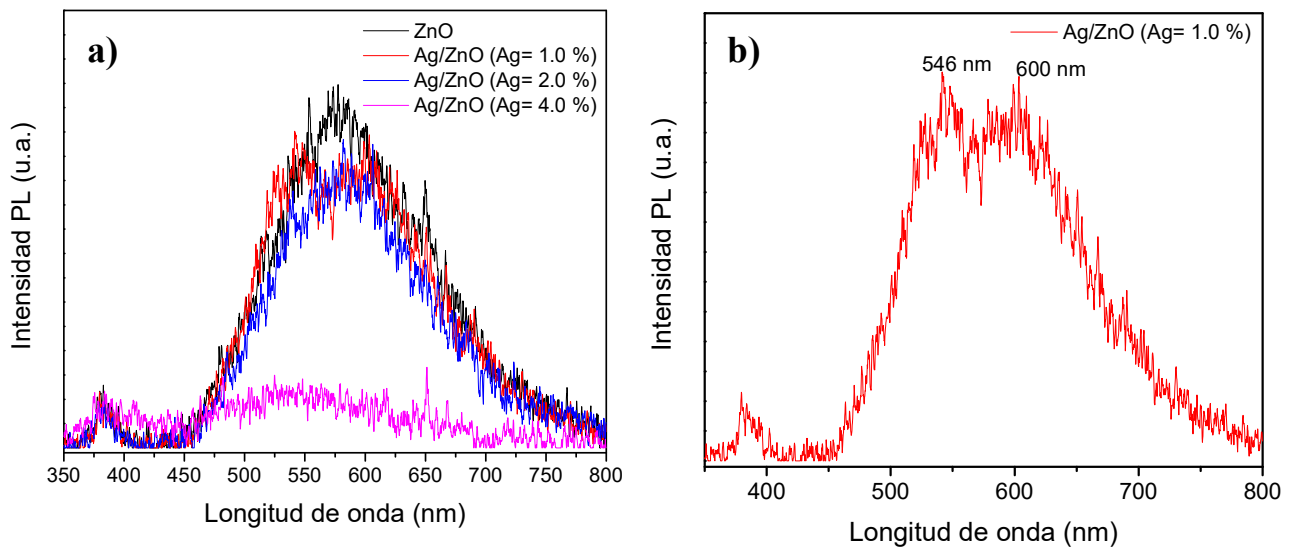 a)
ZnO
Ag/ZnO (Ag= 1.0 %)
Ag/ZnO (Ag= 2.0 %)
Ag/ZnO (Ag= 4.0 %)
Intensidad PL (u.a.)
350 400 450 500 550 600 650 700 750 800
Longitud de onda (nm)
b)
Ag/ZnO (Ag= 1.0 %)
546 nm
600 nm
Intensidad PL (u.a.)
400 500 600 700 800
Longitud de onda (nm)